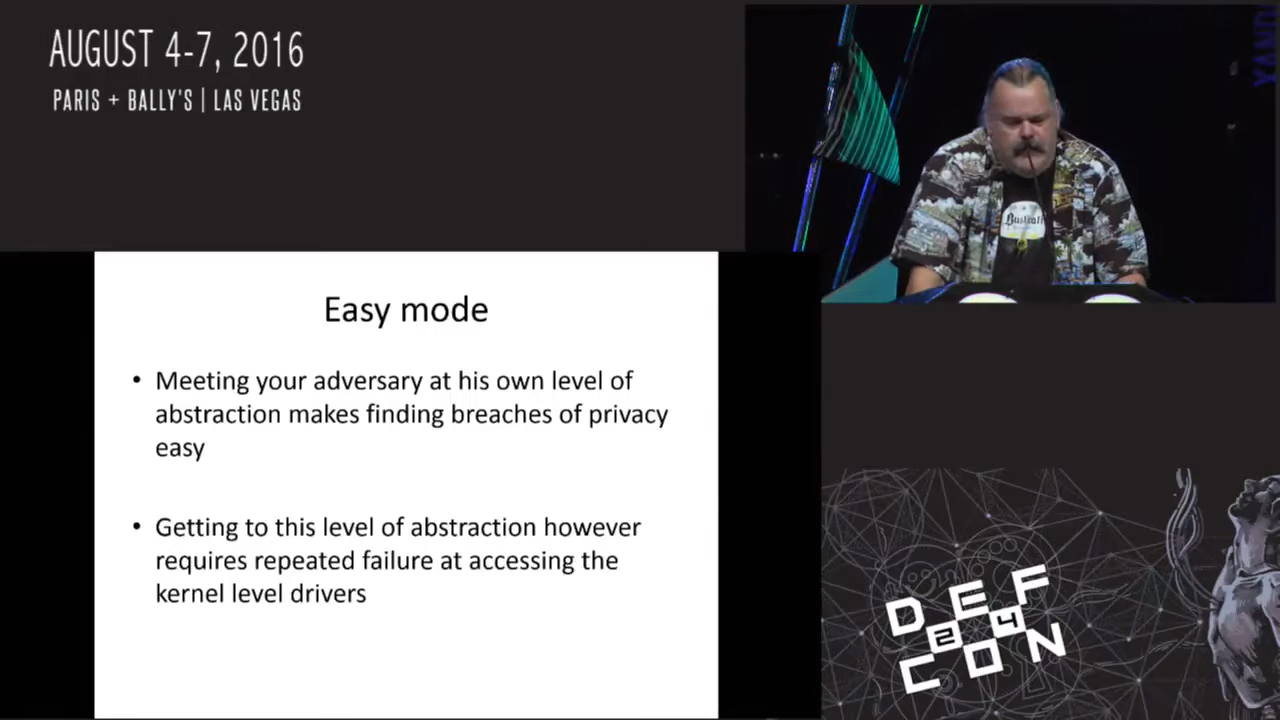 AUGUST 4-7, 2016
PARIS + BALLY'S | LAS VEGAS
Easy mode
• Meeting your adversary at his own level of
abstraction makes finding breaches of privacy
easy
• Getting to this level of abstraction however
requires repeated failure at accessing the
kernel level drivers
DEF
24
CON